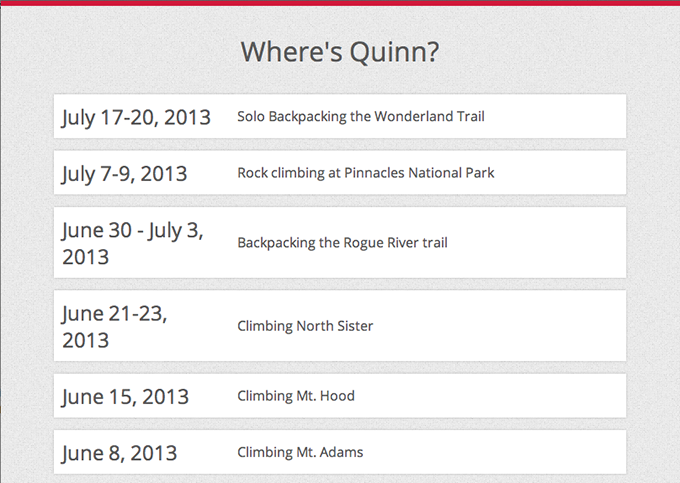 Where's Quinn?
July 17-20, 2013
Solo Backpacking the Wonderland Trail
July 7-9, 2013
Rock climbing at Pinnacles National Park
June 30 - July 3,
2013
Backpacking the Rogue River trail
June 21-23,
2013
Climbing North Sister
June 15, 2013
Climbing Mt. Hood
June 8, 2013
Climbing Mt. Adams